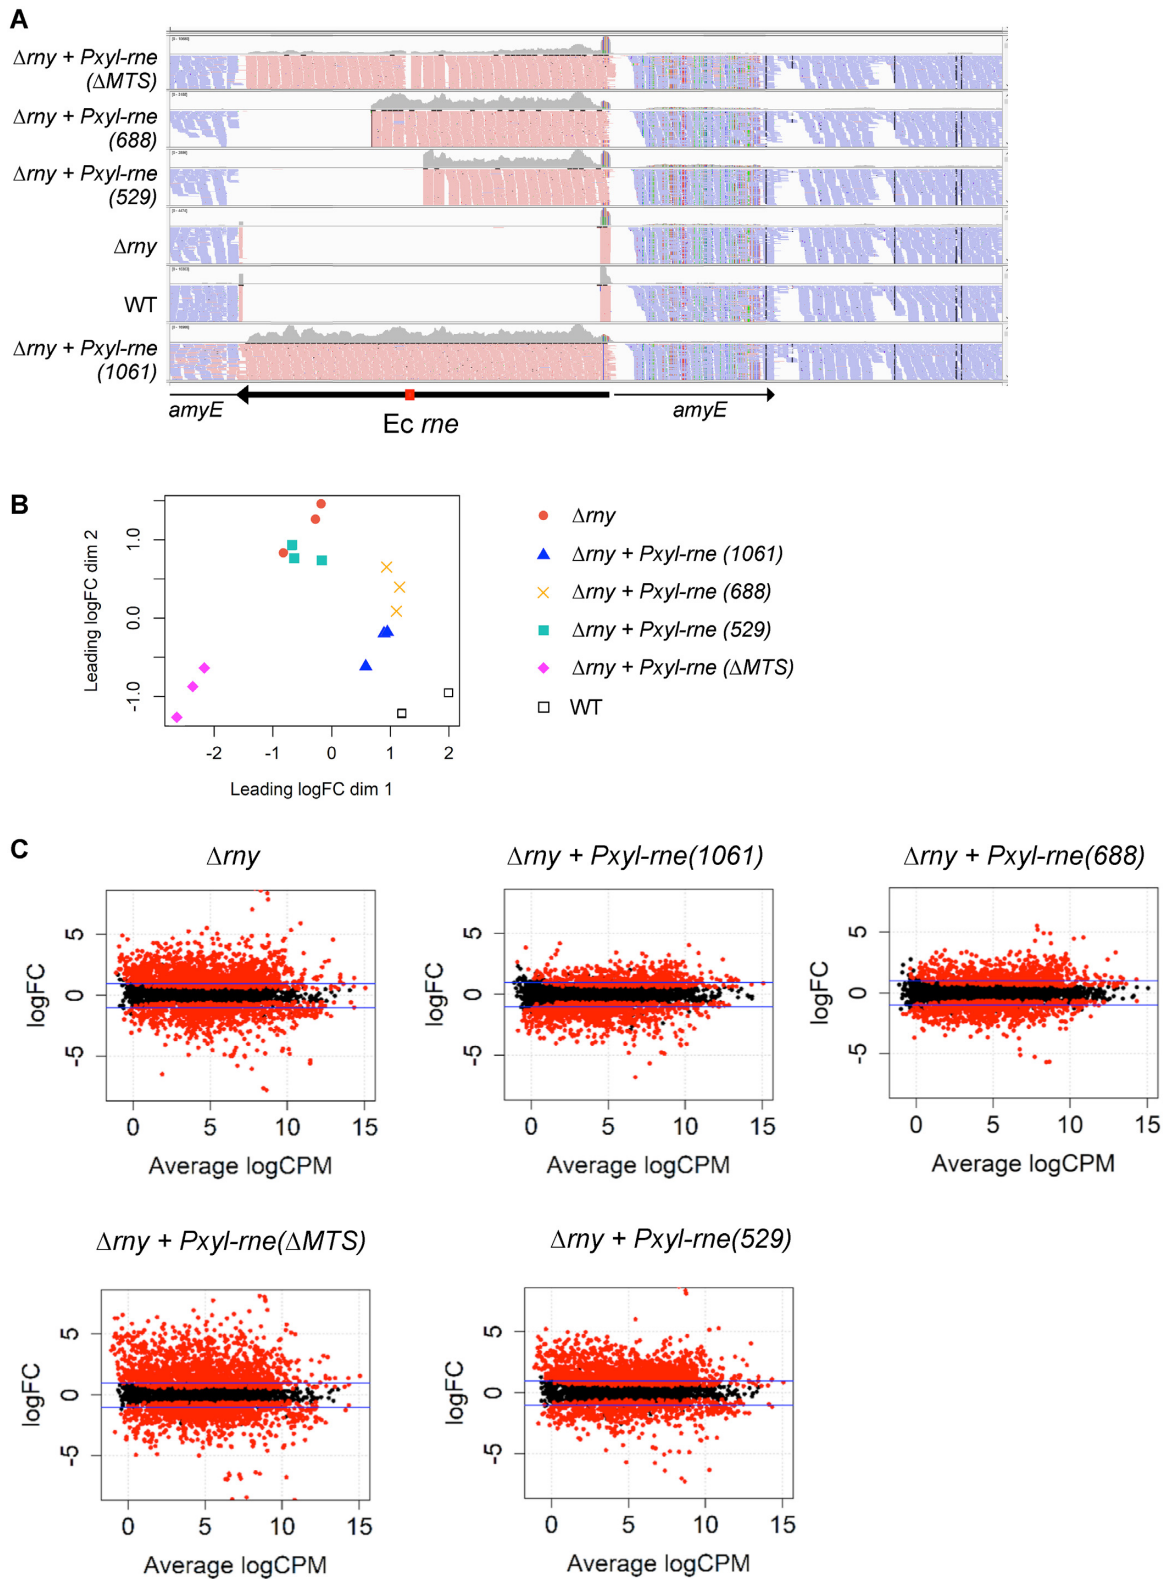 A
Δrny + Pxyl-rne
(ΔMTS)
Δrny + Pxyl-rne
(688)
Δrny + Pxyl-rne
(529)
Δrny
WT
Δrny + Pxyl-rne
(1061)
amyE
Ec rne
amyE
B
Leading logFC dim 2
1.0
0.0
-1.0
-2 -1 0 1 2
Leading logFC dim 1
Δrny
Δrny + Pxyl-rne (1061)
Δrny + Pxyl-rne (688)
Δrny + Pxyl-rne (529)
Δrny + Pxyl-rne (ΔMTS)
WT
C
Δrny
logFC
5
0
-5
0 5 10 15
Average logCPM
Δrny + Pxyl-rne(1061)
logFC
5
0
-5
0 5 10 15
Average logCPM
Δrny + Pxyl-rne(688)
logFC
5
0
-5
0 5 10 15
Average logCPM
Δrny + Pxyl-rne(ΔMTS)
logFC
5
0
-5
0 5 10 15
Average logCPM
Δrny + Pxyl-rne(529)
logFC
5
0
-5
0 5 10 15
Average logCPM